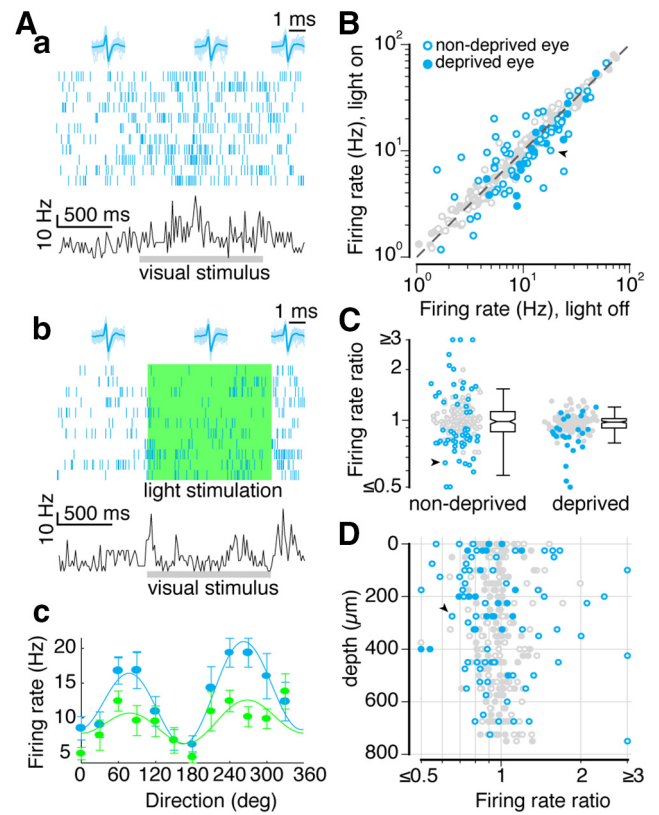 A
a
1 ms
10 Hz
500 ms
visual stimulus
b
1 ms
light stimulation
10 Hz
500 ms
visual stimulus
c
Firing rate (Hz)
20
15
10
5
0 60 120 180 240 300 360
Direction (deg)
B
non-deprived eye
deprived eye
Firing rate (Hz), light on
10²
10¹
10⁰
10⁰ 10¹ 10²
Firing rate (Hz), light off
C
Firing rate ratio
≥3
2
1
≤0.5
non-deprived deprived
D
depth (µm)
0
200
400
600
800
≤0.5 1 2 ≥3
Firing rate ratio